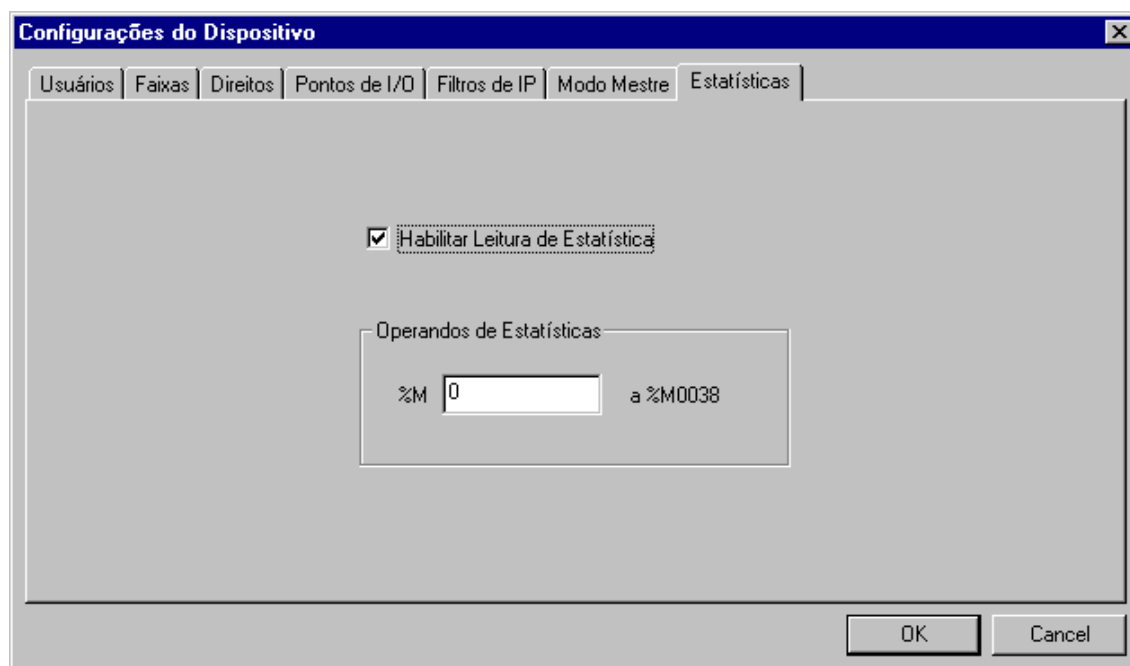 Configurações do Dispositivo
Usuários Faixas Direitos Pontos de I/O Filtros de IP Modo Mestre Estatísticas
Habilitar Leitura de Estatística
Operandos de Estatísticas
%M 0 a %M0038
OK Cancel